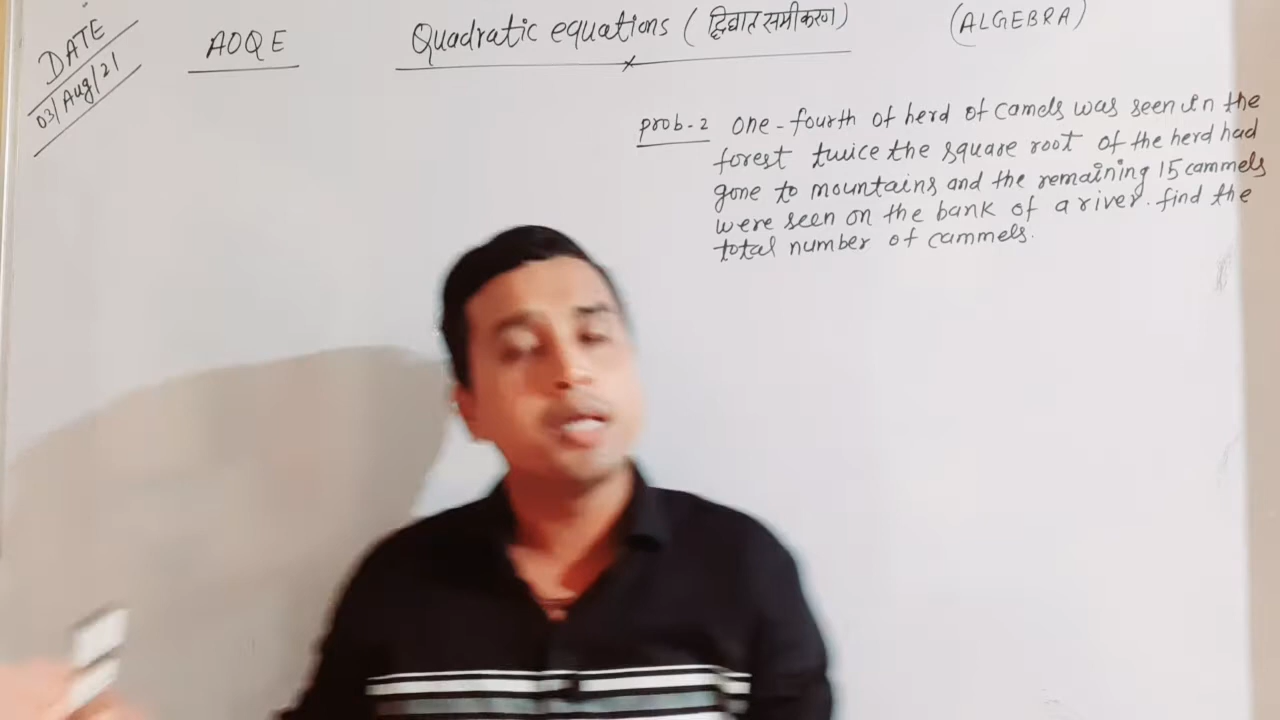 DATE
03/Aug/21
AOQE
Quadratic equations (द्विघात समीकरण)
(ALGEBRA)
prob-2 one-fourth of herd of camels was seen in the
forest twice the square root of the herd had
gone to mountains and the remaining 15 cammels
were seen on the bank of a river. find the
total number of cammels.